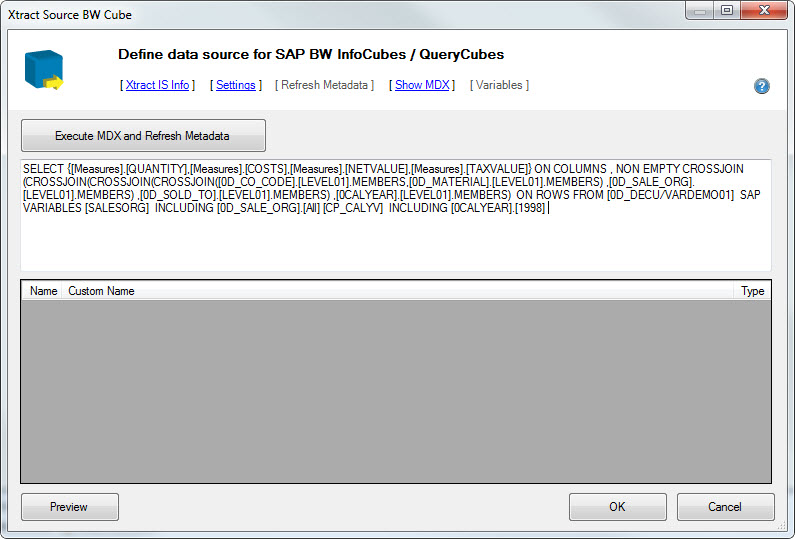 Xtract Source BW Cube
Define data source for SAP BW InfoCubes / QueryCubes
[ Xtract IS Info ] [ Settings ] [ Refresh Metadata ] [ Show MDX ] [ Variables ]
?
Execute MDX and Refresh Metadata
SELECT {[Measures].[QUANTITY],[Measures].[COSTS],[Measures].[NETVALUE],[Measures].[TAXVALUE]} ON COLUMNS , NON EMPTY CROSSJOIN
(CROSSJOIN(CROSSJOIN(CROSSJOIN([0D_CO_CODE].[LEVEL01].MEMBERS,[0D_MATERIAL].[LEVEL01].MEMBERS) ,[0D_SALE_ORG].
[LEVEL01].MEMBERS) ,[0D_SOLD_TO].[LEVEL01].MEMBERS) ,[0CALYEAR].[LEVEL01].MEMBERS) ON ROWS FROM [0D_DECU/VARDEMO01] SAP
VARIABLES [SALESORG] INCLUDING [0D_SALE_ORG].[All] [CP_CALYV] INCLUDING [0CALYEAR].[1998]
Name Custom Name Type
Preview OK Cancel